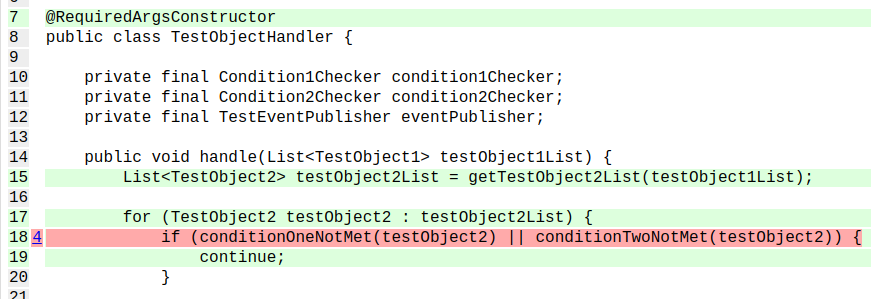 7 @RequiredArgsConstructor
8 public class TestObjectHandler {
9
10 private final Condition1Checker condition1Checker;
11 private final Condition2Checker condition2Checker;
12 private final TestEventPublisher eventPublisher;
13
14 public void handle(List<TestObject1> testObject1List) {
15 List<TestObject2> testObject2List = getTestObject2List(testObject1List);
16
17 for (TestObject2 testObject2 : testObject2List) {
18 4 if (conditionOneNotMet(testObject2) || conditionTwoNotMet(testObject2)) {
19 continue;
20 }
21